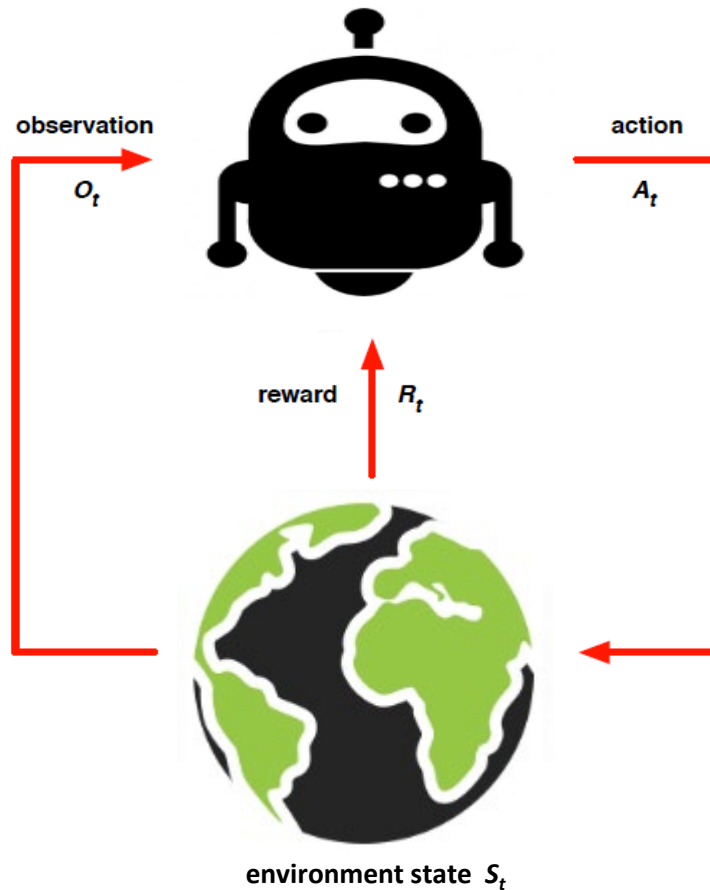 observation
O_t
action
A_t
reward R_t
environment state S_t